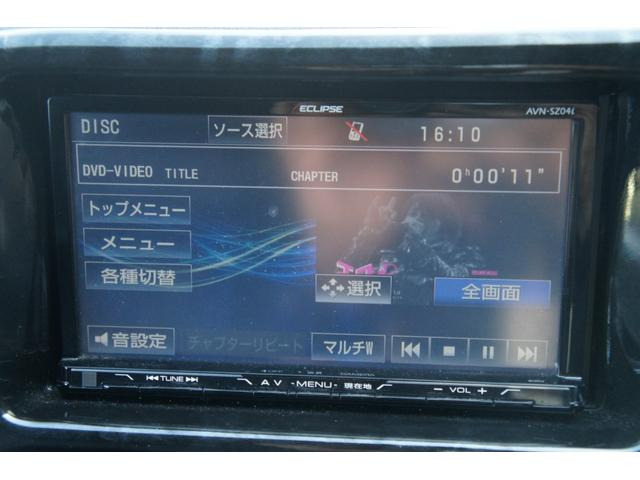 ECLIPSE AVN-SZ04i
DISC ソース選択 16:10
DVD-VIDEO TITLE CHAPTER 0ʰ00'11"
トップメニュー
メニュー
各種切替 選択 全画面
音設定 チャプターリピート マルチW
TUNE AV -MENU- 現在地 − VOL +